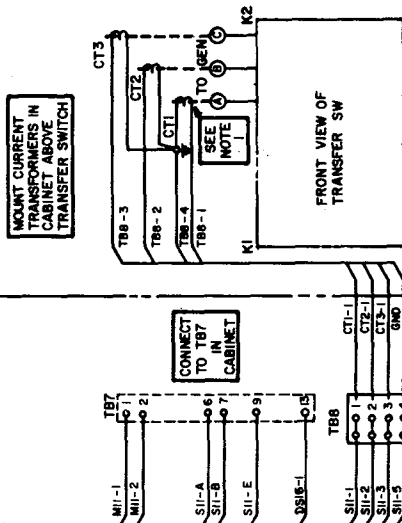 MOUNT CURRENT
TRANSFORMERS IN
CABINET ABOVE
TRANSFER SWITCH
CT3
CT2
CT1
TO GEN
C
B
A
K2
SEE
NOTE
1
TB8-3
TB8-2
TB8-4
TB8-1
K1
FRONT VIEW OF
TRANSFER SW
CONNECT
TO TB7
IN
CABINET
TB7
M11-1 1
M11-2 2
S11-A 6
S11-B 7
S11-E 9
DS16-1 13
TB8
S11-1 1 CT1-1
S11-2 2 CT2-1
S11-3 3 CT3-1
S11-5 4 GND